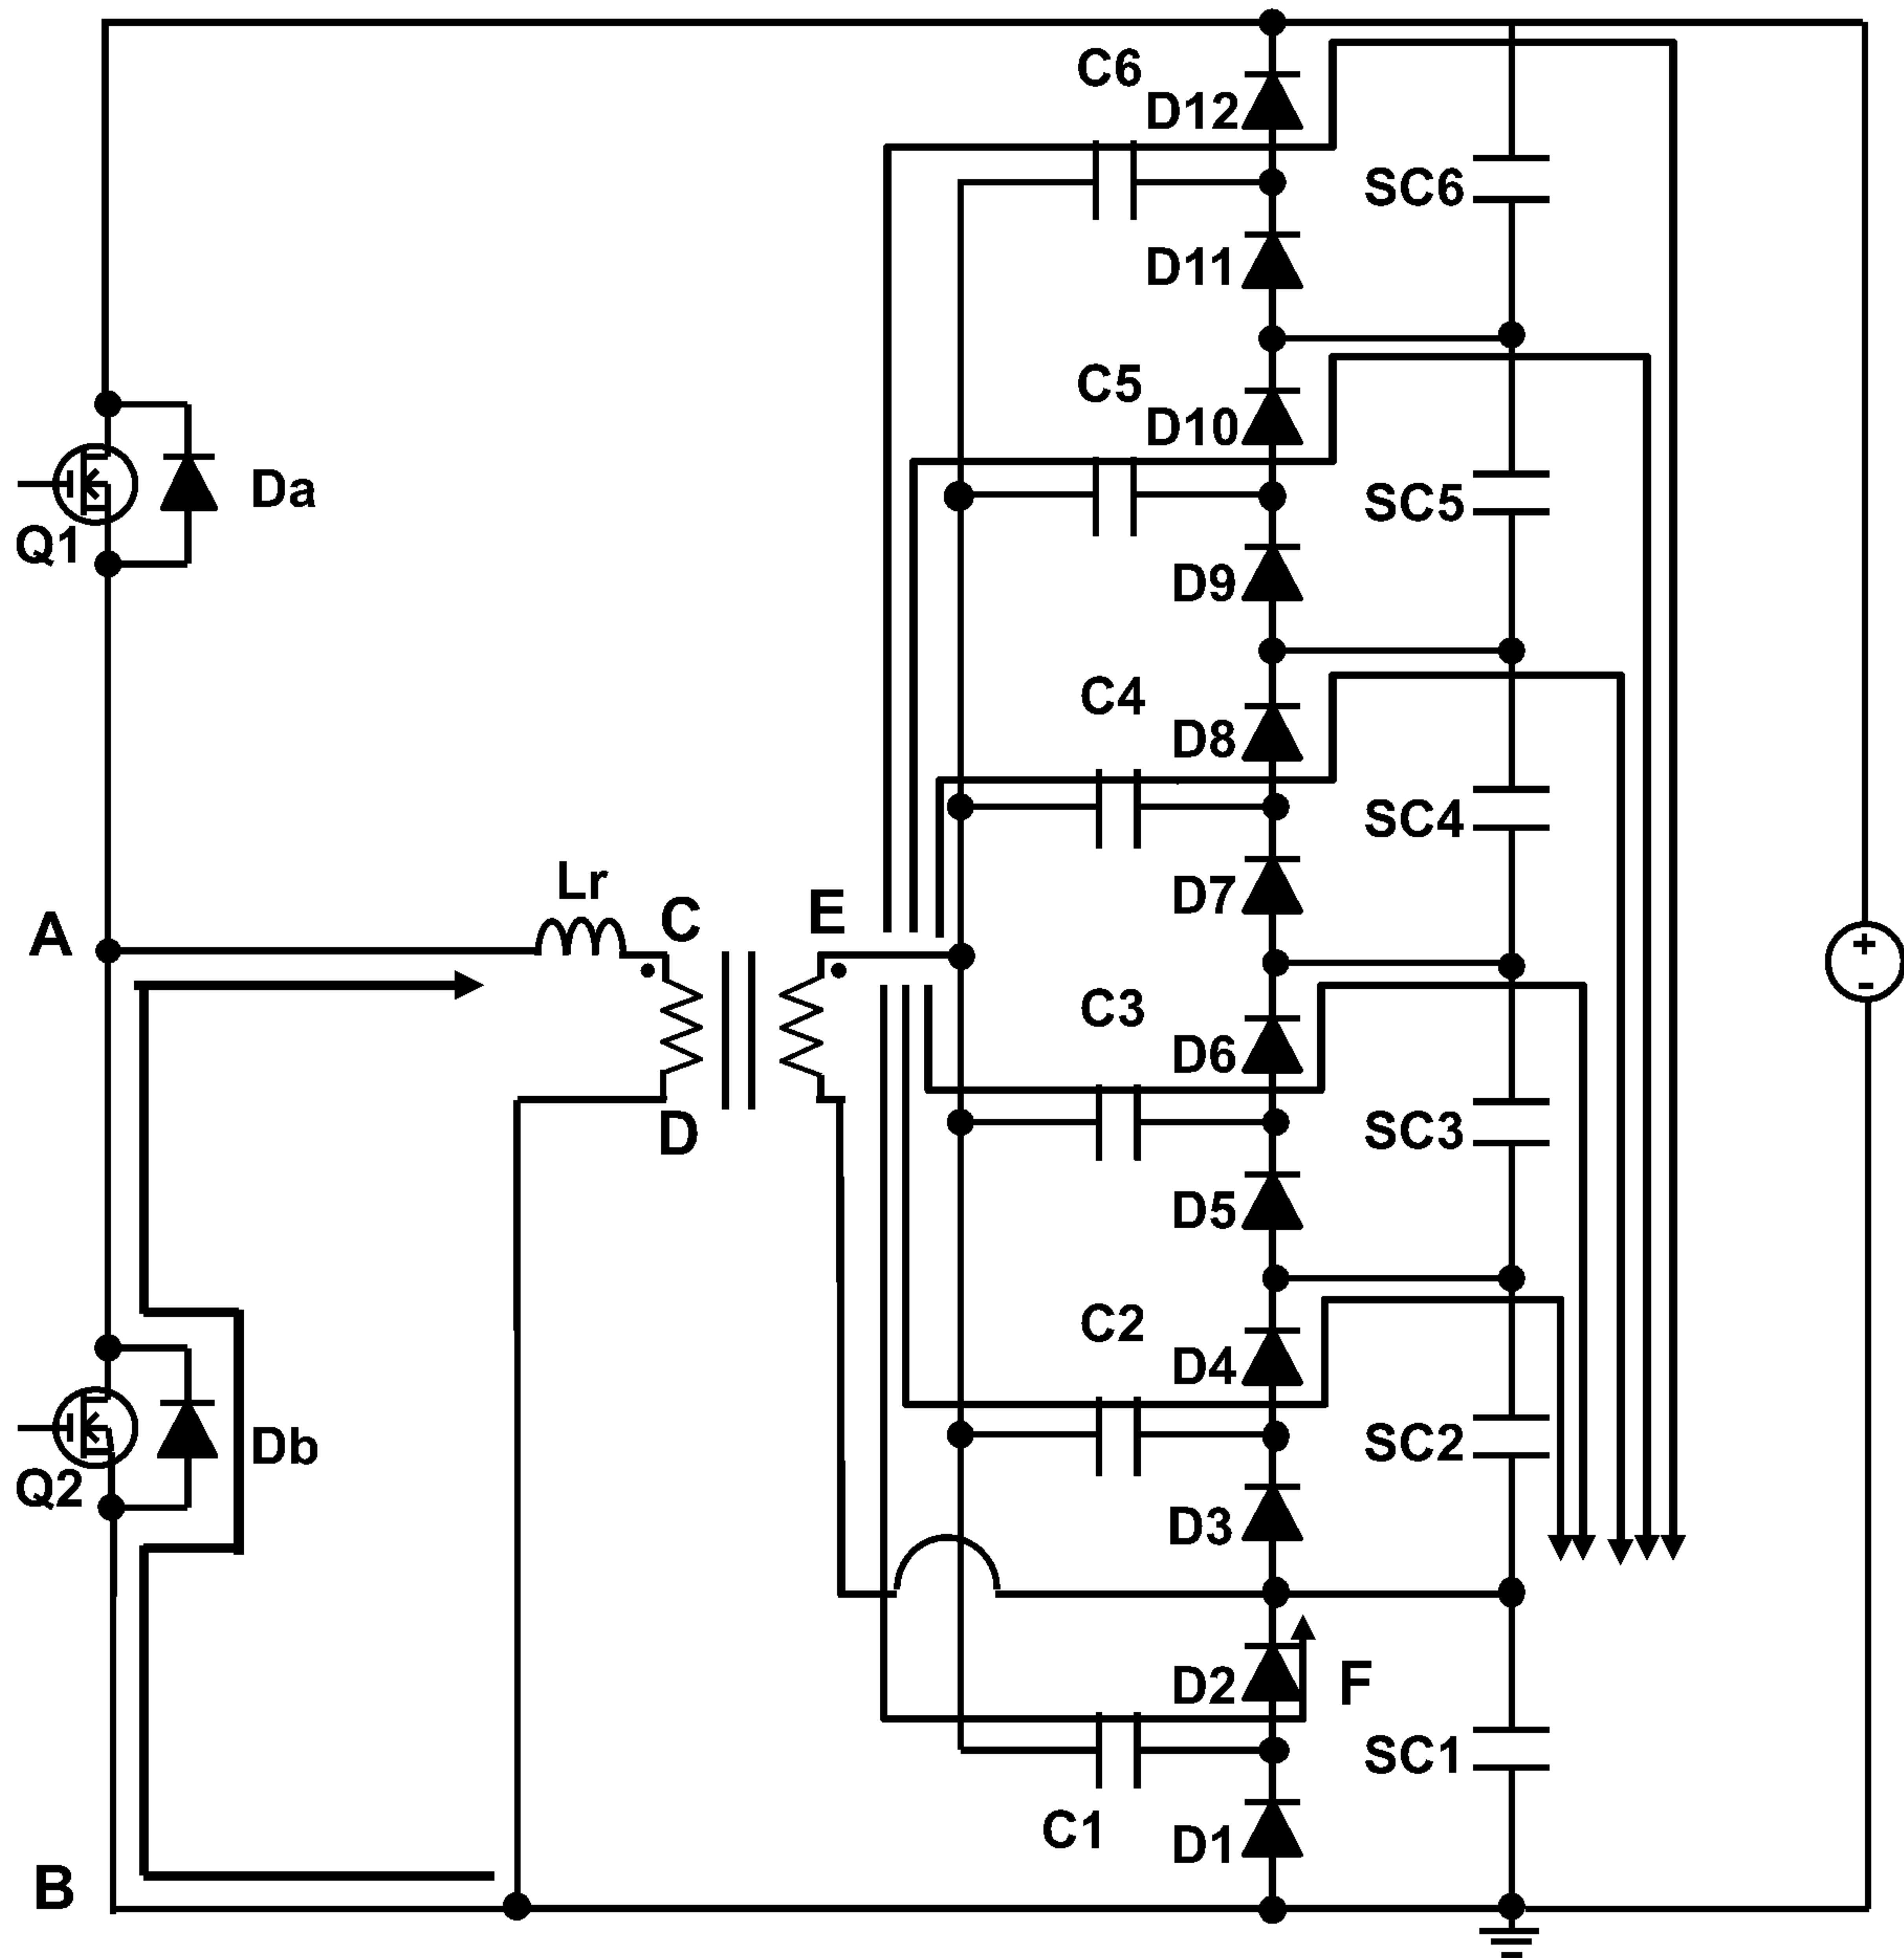 C6
D12
SC6
D11
C5
D10
Da
SC5
Q1
D9
C4
D8
SC4
Lr
D7
A
C
E
+
-
C3
D6
D
SC3
D5
C2
D4
Db
SC2
Q2
D3
D2
F
SC1
C1
D1
B